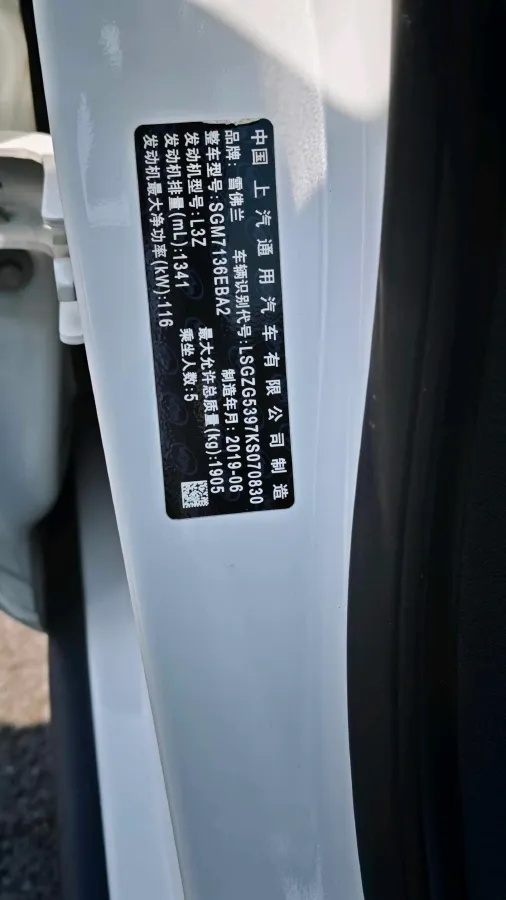 中国上汽通用汽车有限公司制造
品牌：雪佛兰 车辆识别代号：LSGZG5397KS070830
整车型号：SGM7136EBA2 制造年月：2019-06
发动机型号：L3Z 最大允许总质量(kg)：1905
发动机排量(mL)：1341 乘坐人数：5
发动机最大净功率(kW)：116